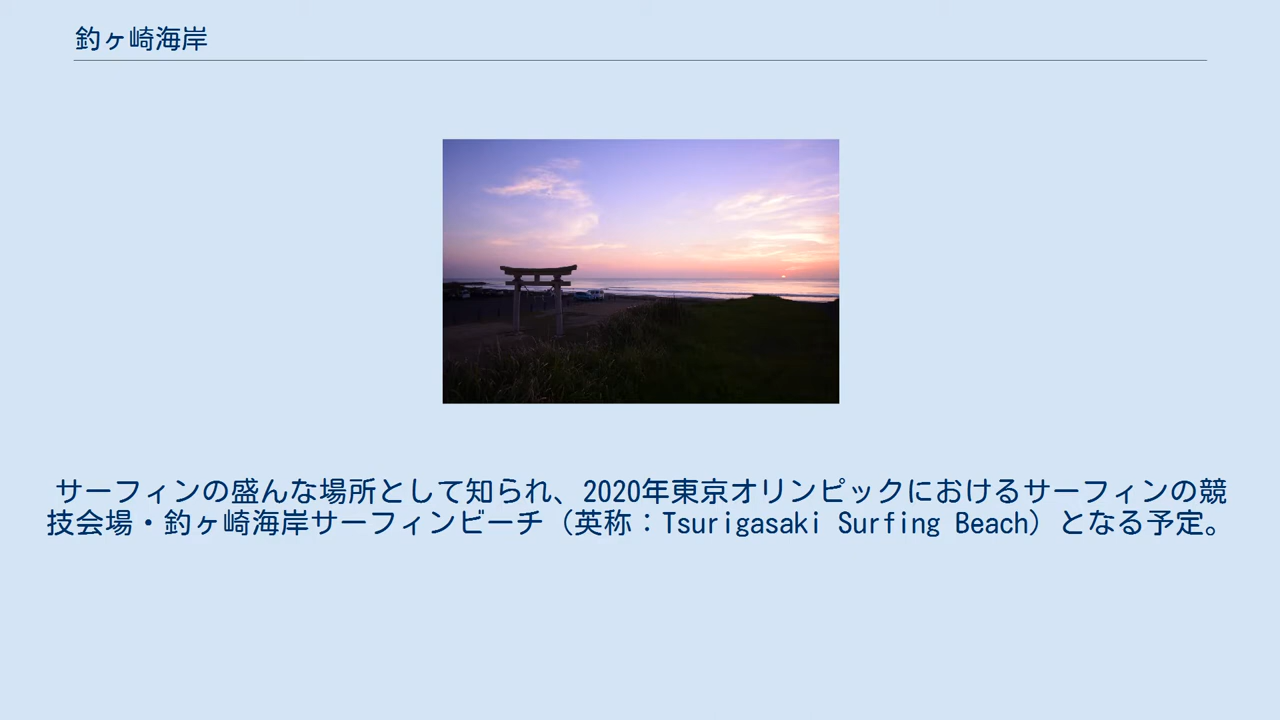 釣ヶ崎海岸
サーフィンの盛んな場所として知られ、2020年東京オリンピックにおけるサーフィンの競
技会場・釣ヶ崎海岸サーフィンビーチ（英称：Tsurigasaki Surfing Beach）となる予定。